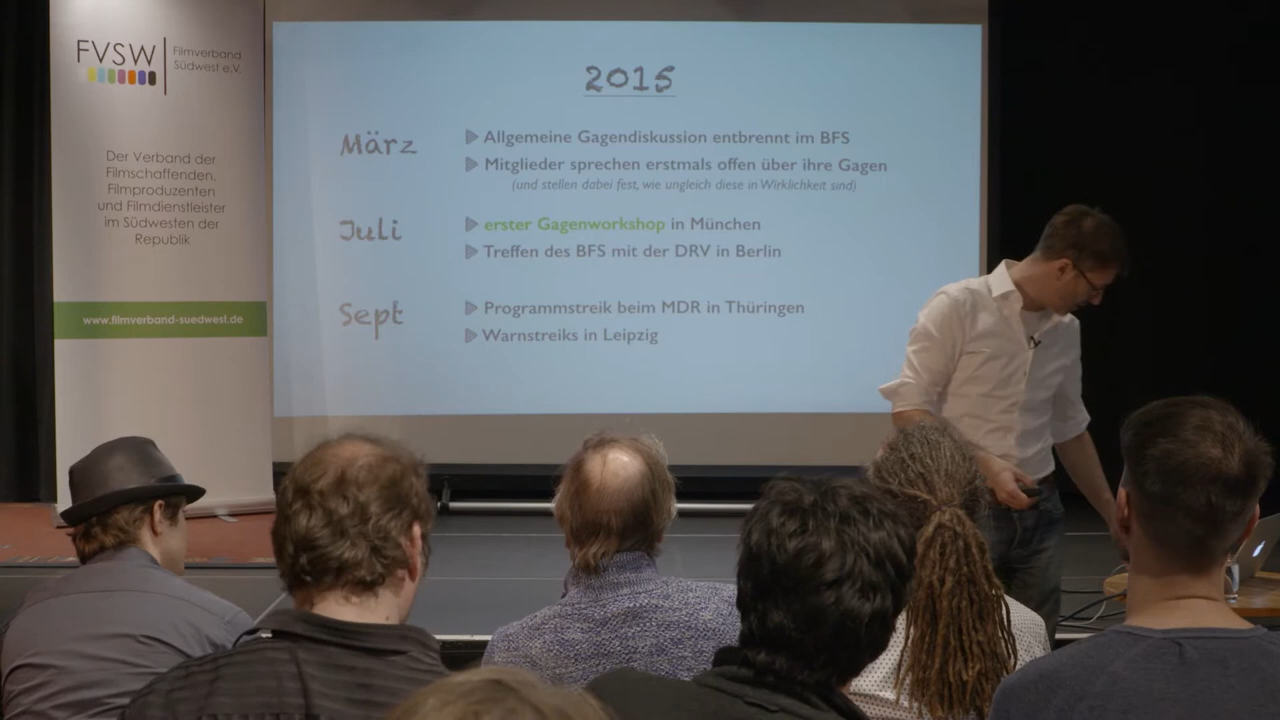 FVSW
Filmverband
Südwest e.V.
Der Verband der
Filmschaffenden,
Filmproduzenten
und Filmdienstleister
im Südwesten der
Republik
www.filmverband-suedwest.de
2015
März
Allgemeine Gagendiskussion entbrennt im BFS
Mitglieder sprechen erstmals offen über ihre Gagen
(und stellen dabei fest, wie ungleich diese in Wirklichkeit sind)
Juli
erster Gagenworkshop in München
Treffen des BFS mit der DRV in Berlin
Sept
Programmstreik beim MDR in Thüringen
Warnstreiks in Leipzig